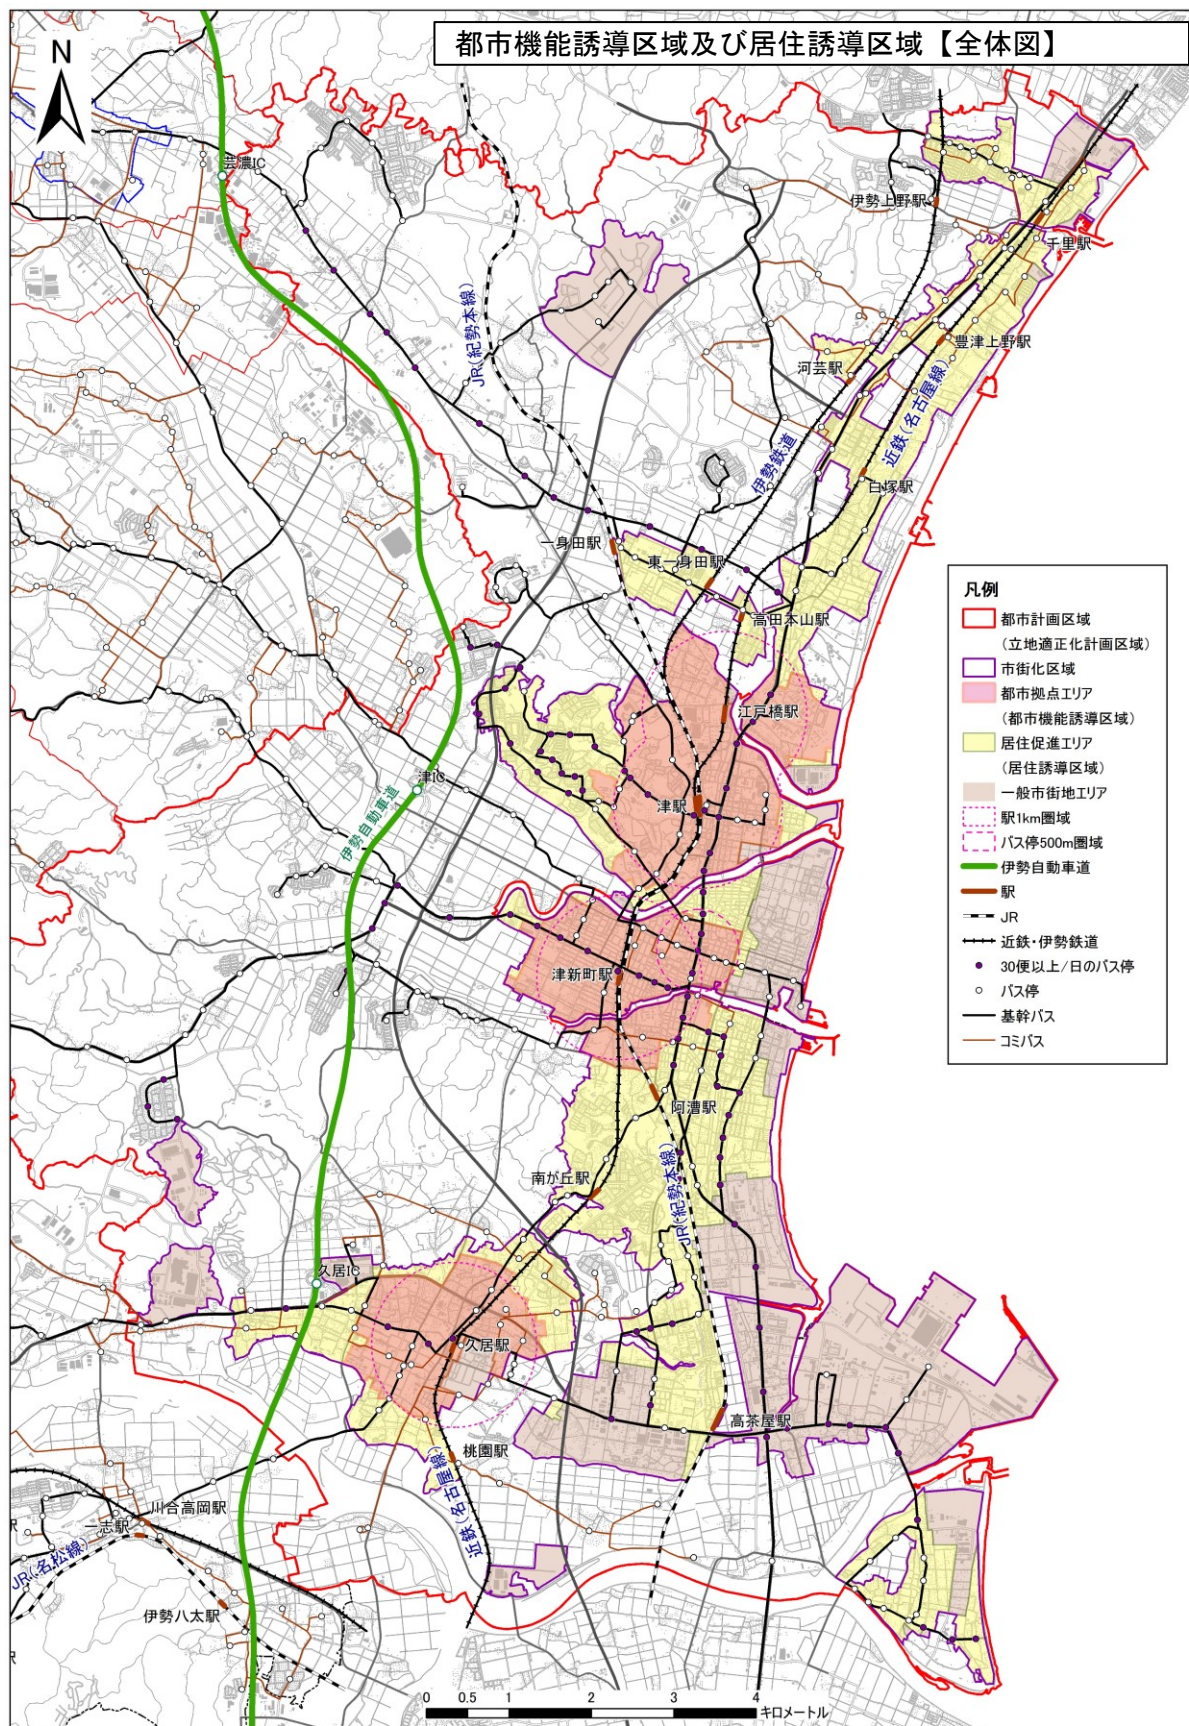 都市機能誘導区域及び居住誘導区域【全体図】
N
芸濃IC
伊勢上野駅
千里駅
JR(紀勢本線)
豊津上野駅
河芸駅
近鉄(名古屋線)
伊勢鉄道
白塚駅
一身田駅
東一身田駅
高田本山駅
江戸橋駅
津IC
津駅
伊勢自動車道
津新町駅
阿漕駅
南が丘駅
JR(紀勢本線)
久居IC
久居駅
高茶屋駅
桃園駅
近鉄(名古屋線)
川合高岡駅
一志駅
JR(名松線)
伊勢八太駅
凡例
都市計画区域
(立地適正化計画区域)
市街化区域
都市拠点エリア
(都市機能誘導区域)
居住促進エリア
(居住誘導区域)
一般市街地エリア
駅1km圏域
バス停500m圏域
伊勢自動車道
駅
JR
近鉄・伊勢鉄道
30便以上/日のバス停
バス停
基幹バス
コミバス
0 0.5 1 2 3 4
キロメートル